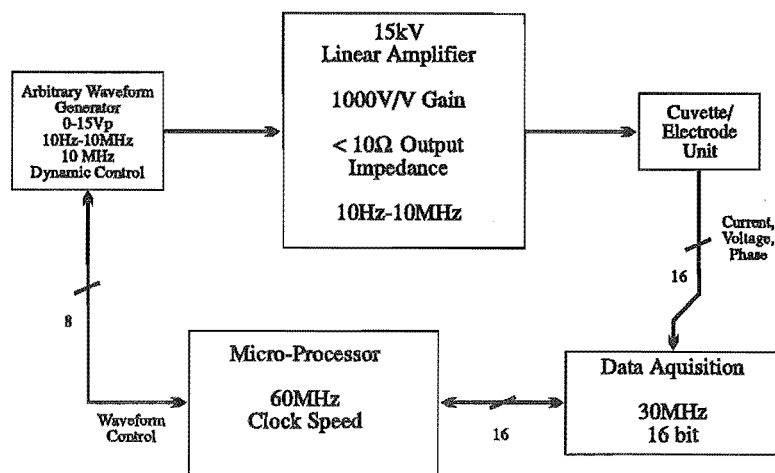 15kV
Linear Amplifier
1000V/V Gain
< 10Ω Output
Impedance
10Hz-10MHz
Arbitrary Waveform
Generator
0-15Vp
10Hz-10MHz
10 MHz
Dynamic Control
Cuvette/
Electrode
Unit
Current,
Voltage,
Phase
16
8
Micro-Processor
60MHz
Clock Speed
Waveform
Control
16
Data Aquisition
30MHz
16 bit